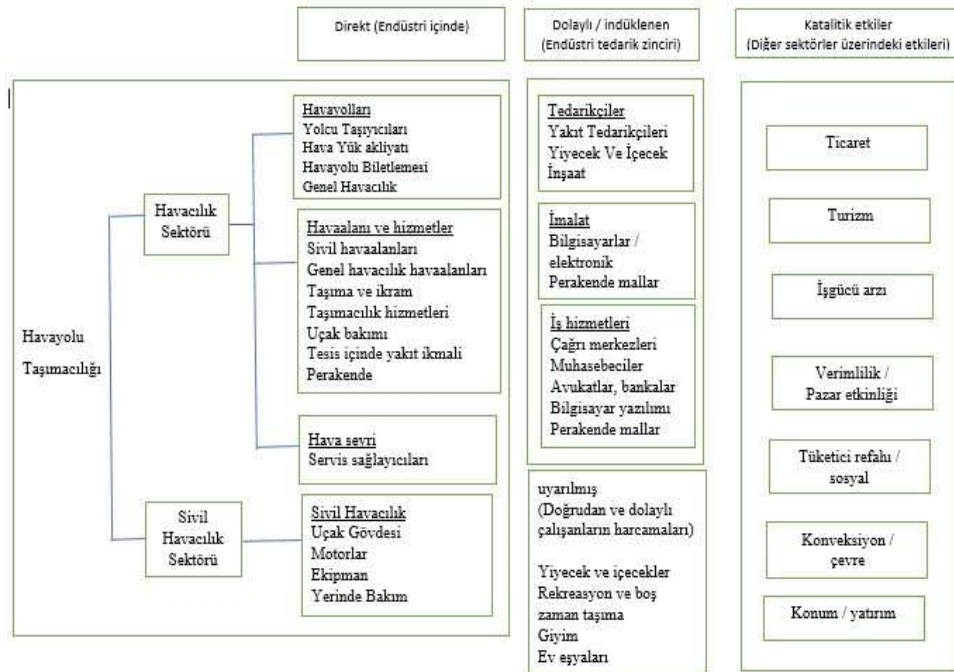 Direkt (Endüstri içinde)
Dolaylı / indüklenen
(Endüstri tedarik zinciri)
Katalitik etkiler
(Diğer sektörler üzerindeki etkileri)
Havayolu
Taşımacılığı
Havacılık
Sektörü
Sivil
Havacılık
Sektörü
Havayolları
Yolcu Taşıyıcıları
Hava Yük akliyatı
Havayolu Biletlemesi
Genel Havacılık
Havaalanı ve hizmetler
Sivil havaalanları
Genel havacılık havaalanları
Taşıma ve ikram
Taşımacılık hizmetleri
Uçak bakımı
Tesis içinde yakıt ikmali
Perakende
Hava seyri
Servis sağlayıcıları
Sivil Havacılık
Uçak Gövdesi
Motorlar
Ekipman
Yerinde Bakım
Tedarikçiler
Yakıt Tedarikçileri
Yiyecek Ve İçecek
İnşaat
İmalat
Bilgisayarlar /
elektronik
Perakende mallar
İş hizmetleri
Çağrı merkezleri
Muhasebeciler
Avukatlar, bankalar
Bilgisayar yazılımı
Perakende mallar
uyarılmış
(Doğrudan ve dolaylı
çalışanların harcamaları)
Yiyecek ve içecekler
Rekreasyon ve boş
zaman taşıma
Giyim
Ev eşyaları
Ticaret
Turizm
İşgücü arzı
Verimlilik /
Pazar etkinliği
Tüketici refahı /
sosyal
Konveksiyon /
çevre
Konum / yatırım